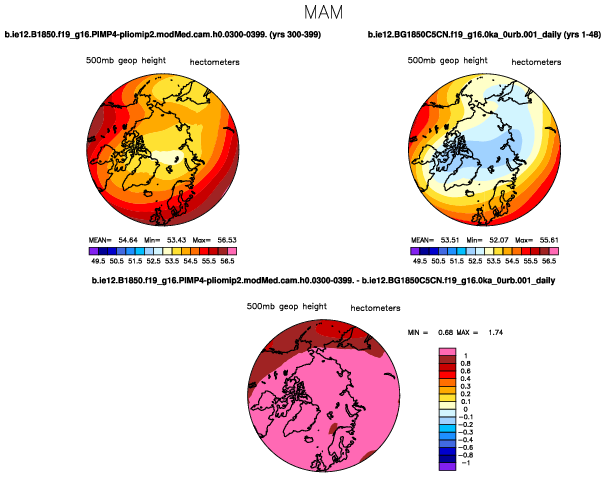 MAM
b.ie12.B1850.f19_g16.PIMP4-pliomip2.modMed.cam.h0.0300-0399. (yrs 300-399)
b.ie12.BG1850C5CN.f19_g16.0ka_0urb.001_daily (yrs 1-48)
500mb geop height hectometers
500mb geop height hectometers
MEAN= 54.64 Min= 53.43 Max= 56.53
49.5 50.5 51.5 52.5 53.5 54.5 55.5 56.5
MEAN= 53.51 Min= 52.07 Max= 55.61
49.5 50.5 51.5 52.5 53.5 54.5 55.5 56.5
b.ie12.B1850.f19_g16.PIMP4-pliomip2.modMed.cam.h0.0300-0399. - b.ie12.BG1850C5CN.f19_g16.0ka_0urb.001_daily
500mb geop height hectometers
MIN = 0.68 MAX = 1.74
1
0.8
0.6
0.5
0.4
0.3
0.2
0.1
0
-0.1
-0.2
-0.3
-0.4
-0.5
-0.6
-0.8
-1